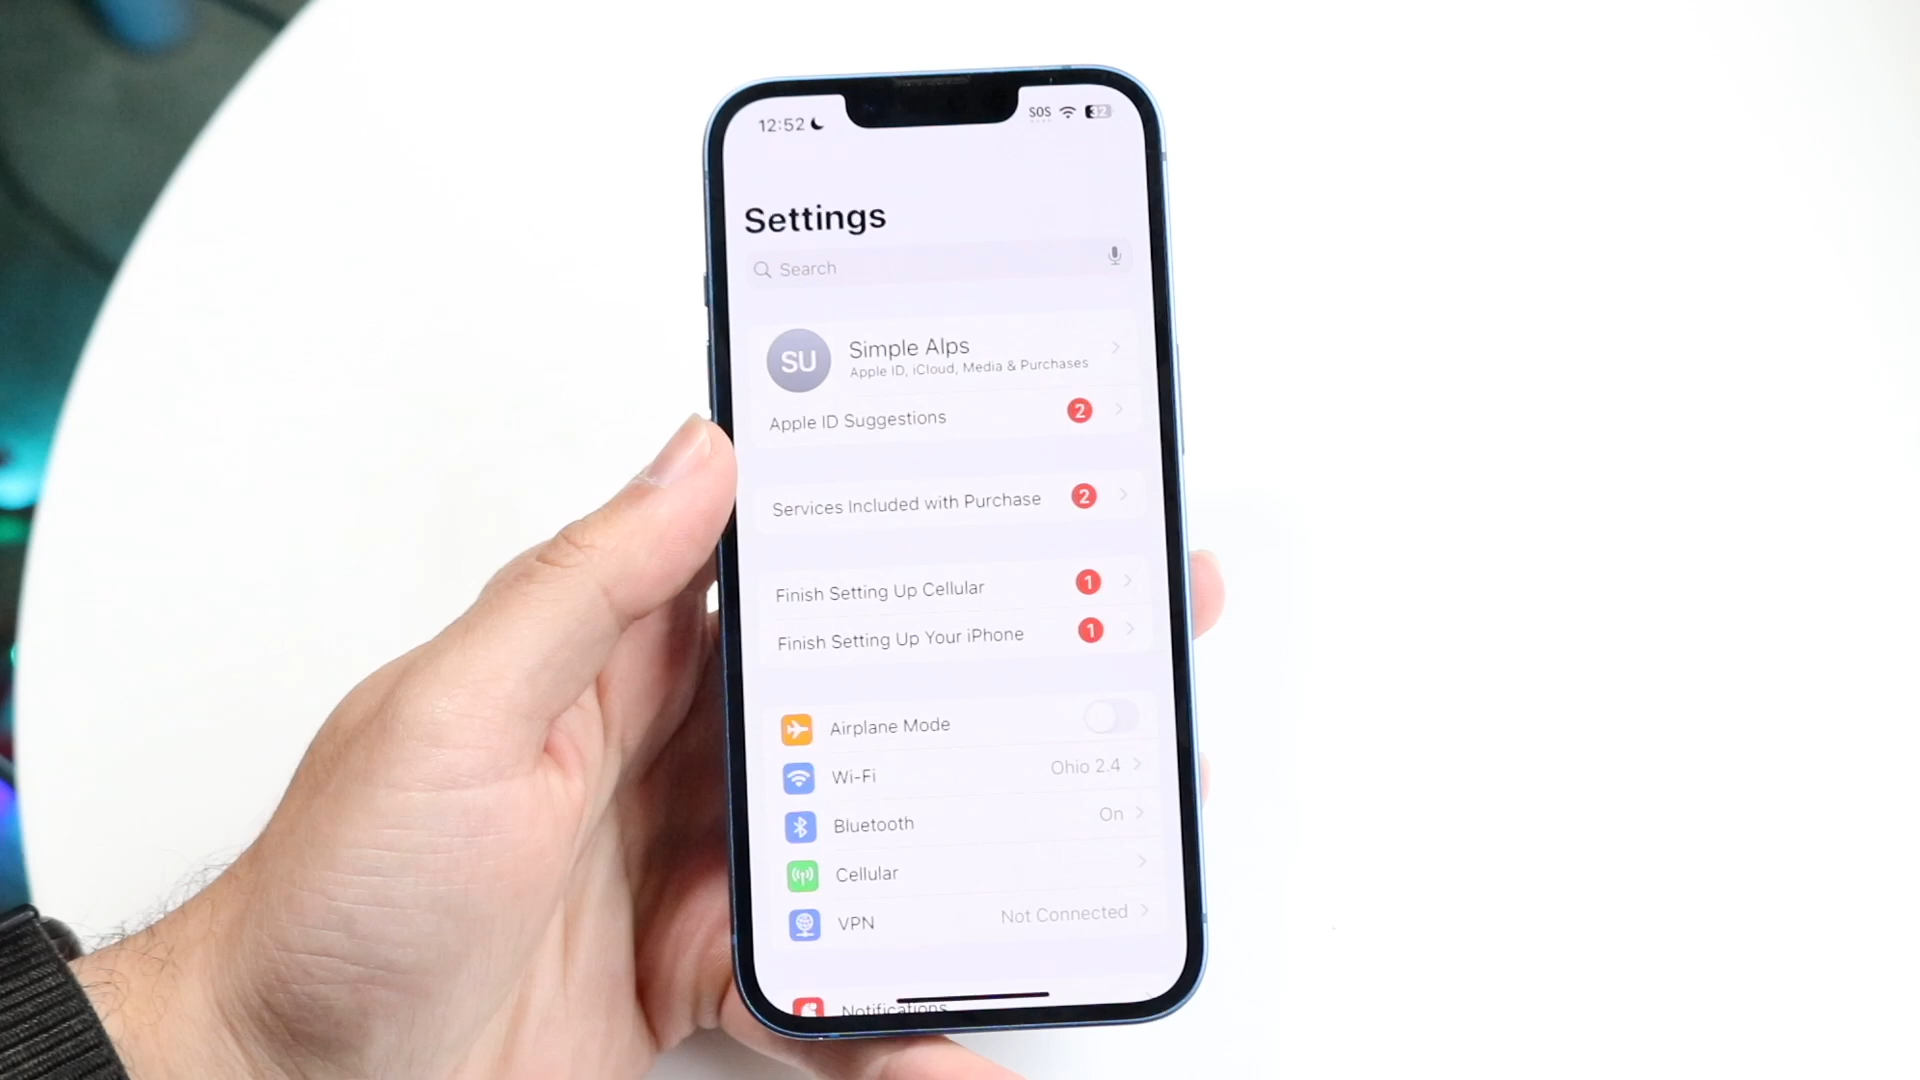 12:52
SOS
32
Settings
Search
SU
Simple Alps
Apple ID, iCloud, Media & Purchases
Apple ID Suggestions 2
Services Included with Purchase 2
Finish Setting Up Cellular 1
Finish Setting Up Your iPhone 1
Airplane Mode
Wi-Fi Ohio 2.4
Bluetooth On
Cellular
VPN Not Connected
Notifications